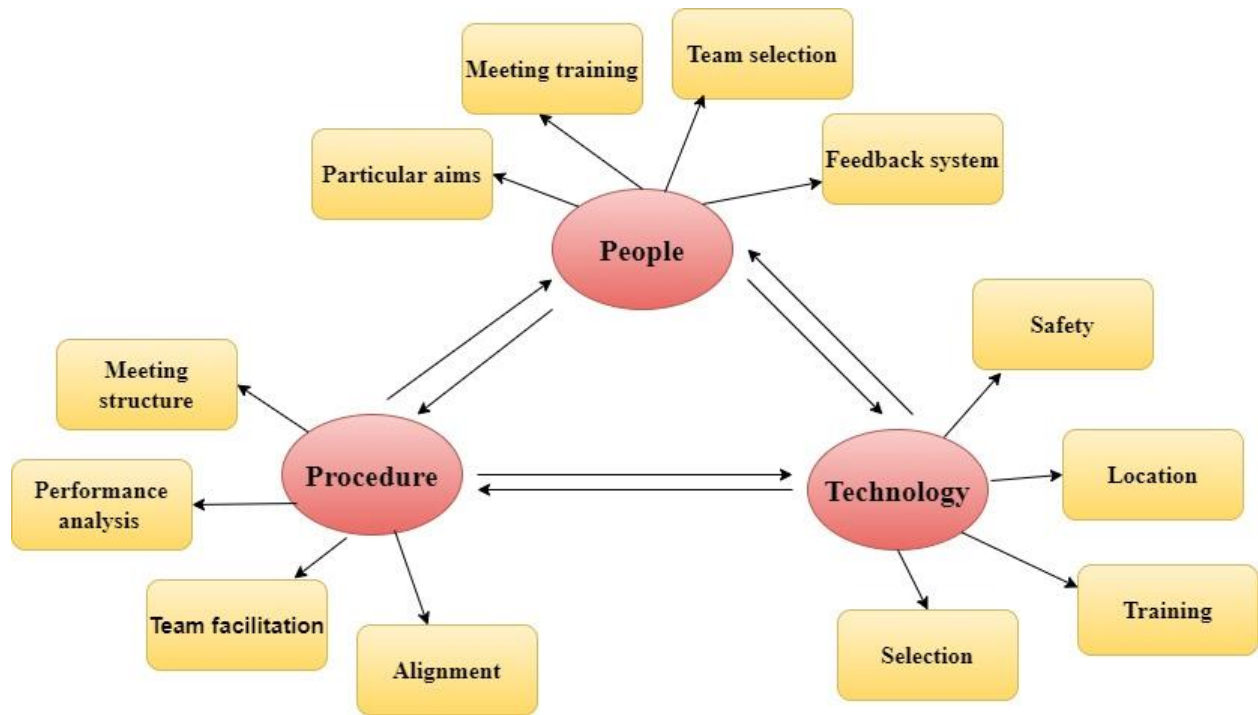 Team selection
Meeting training
Feedback system
Particular aims
People
Safety
Meeting
structure
Procedure
Technology
Location
Performance
analysis
Training
Team facilitation
Selection
Alignment